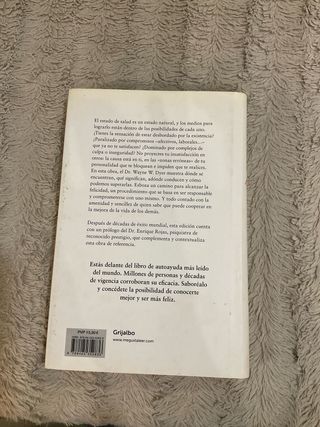 El estado de salud es un estado natural, y los medios para
lograrlo están dentro de las posibilidades de cada uno.
¿Tienes la sensación de estar desbordado por la existencia?
¿Paralizado por compromisos —afectivos, laborales...—
que ya no te satisfacen? ¿Dominado por complejos de
culpa o inseguridad? No proyectes tu insatisfacción en
otros: la causa está en ti, en las «zonas erróneas» de tu
personalidad que te bloquean e impiden que te realices.
En esta obra, el Dr. Wayne W. Dyer muestra dónde se
encuentran, qué significan, adónde conducen y cómo
podemos superarlas. Esboza un camino para alcanzar la
felicidad, un procedimiento que se basa en ser responsable
y comprometerse con uno mismo. Y todo contado con la
amenidad y sencillez de quien sabe que puede cooperar en
la mejora de la vida de los demás.
Después de décadas de éxito mundial, esta edición cuenta
con un prólogo del Dr. Enrique Rojas, psiquiatra de
reconocido prestigio, que complementa y contextualiza
esta obra de referencia.
Estás delante del libro de autoayuda más leído
del mundo. Millones de personas y décadas
de vigencia corroboran su eficacia. Saboréalo
y concédete la posibilidad de conocerte
mejor y ser más feliz.
Grijalbo
www.megustaleer.com